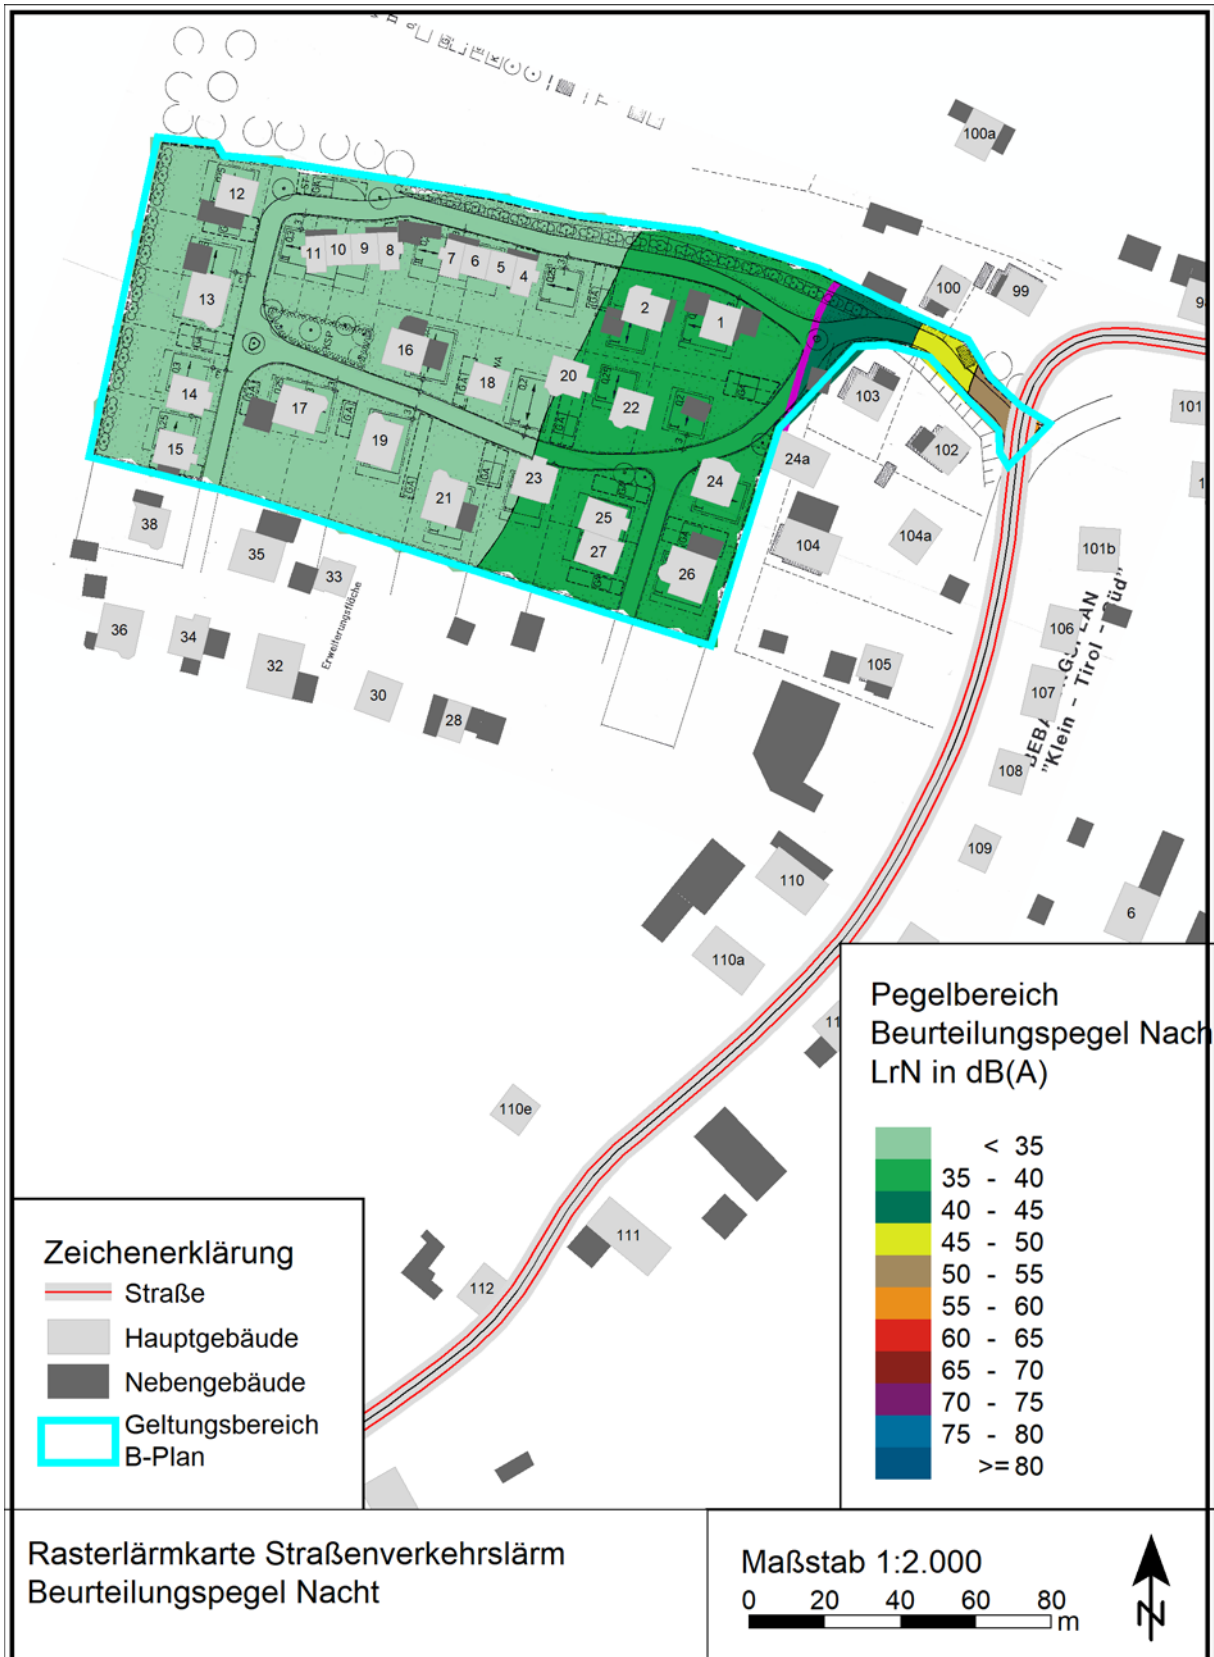 100a
12
11
10
9
8
7
6
5
4
13
2
1
100
99
16
18
20
22
14
17
19
103
101
15
102
24a
21
23
24
25
27
26
38
35
33
104
104a
101b
36
34
32
30
28
Erweiterungsfläche
105
106
107
108
109
"Klein - Tirol - Süd"
110
6
110a
110e
111
112
Pegelbereich
Beurteilungspegel Nach
LrN in dB(A)
< 35
35 - 40
40 - 45
45 - 50
50 - 55
55 - 60
60 - 65
65 - 70
70 - 75
75 - 80
>= 80
Zeichenerklärung
Straße
Hauptgebäude
Nebengebäude
Geltungsbereich
B-Plan
Rasterlärmkarte Straßenverkehrslärm
Beurteilungspegel Nacht
Maßstab 1:2.000
0 20 40 60 80
m
N